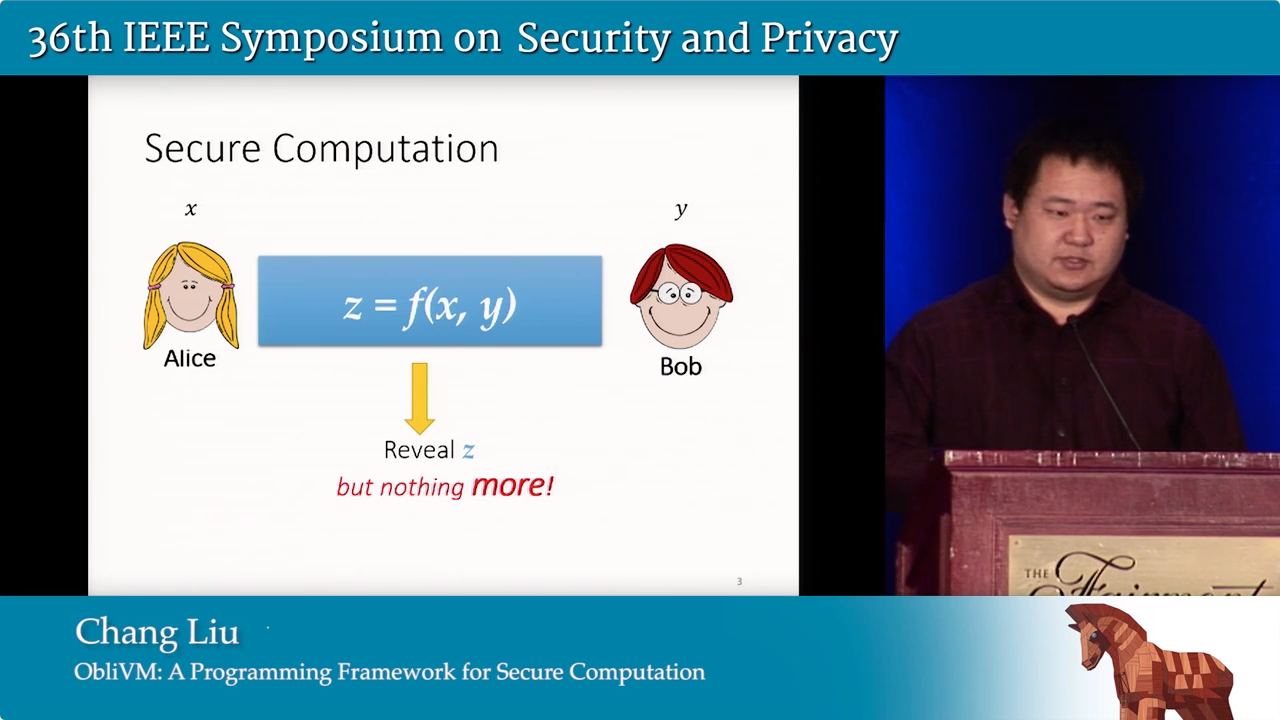 36th IEEE Symposium on Security and Privacy
Secure Computation
x
y
z = f(x, y)
Alice
Bob
Reveal z
but nothing more!
3
THE Fairmont
Chang Liu
ObliVM: A Programming Framework for Secure Computation